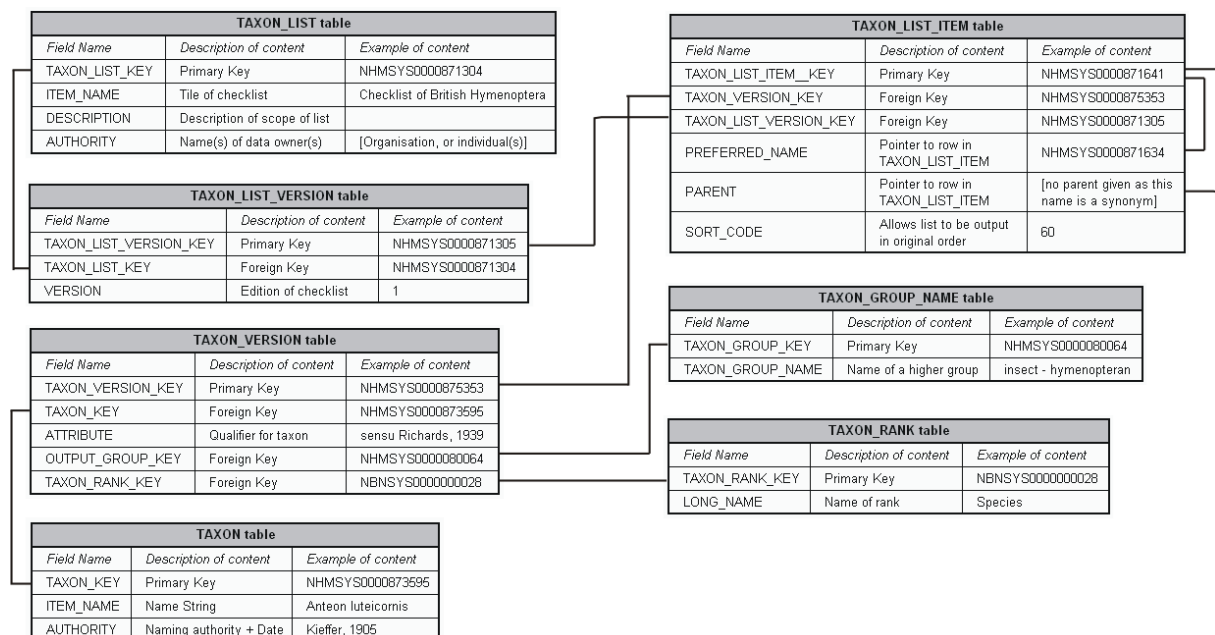 TAXON_LIST table
Field Name Description of content Example of content
TAXON_LIST_KEY Primary Key NHMSYS0000871304
ITEM_NAME Tile of checklist Checklist of British Hymenoptera
DESCRIPTION Description of scope of list
AUTHORITY Name(s) of data owner(s) [Organisation, or individual(s)]
TAXON_LIST_VERSION table
Field Name Description of content Example of content
TAXON_LIST_VERSION_KEY Primary Key NHMSYS0000871305
TAXON_LIST_KEY Foreign Key NHMSYS0000871304
VERSION Edition of checklist 1
TAXON_VERSION table
Field Name Description of content Example of content
TAXON_VERSION_KEY Primary Key NHMSYS0000875353
TAXON_KEY Foreign Key NHMSYS0000873595
ATTRIBUTE Qualifier for taxon sensu Richards, 1939
OUTPUT_GROUP_KEY Foreign Key NHMSYS0000080064
TAXON_RANK_KEY Foreign Key NBNSYS0000000028
TAXON table
Field Name Description of content Example of content
TAXON_KEY Primary Key NHMSYS0000873595
ITEM_NAME Name String Anteon luteicornis
AUTHORITY Naming authority + Date Kieffer, 1905
TAXON_LIST_ITEM table
Field Name Description of content Example of content
TAXON_LIST_ITEM__KEY Primary Key NHMSYS0000871641
TAXON_VERSION_KEY Foreign Key NHMSYS0000875353
TAXON_LIST_VERSION_KEY Foreign Key NHMSYS0000871305
PREFERRED_NAME Pointer to row in
TAXON_LIST_ITEM NHMSYS0000871634
PARENT Pointer to row in
TAXON_LIST_ITEM [no parent given as this
name is a synonym]
SORT_CODE Allows list to be output
in original order 60
TAXON_GROUP_NAME table
Field Name Description of content Example of content
TAXON_GROUP_KEY Primary Key NHMSYS0000080064
TAXON_GROUP_NAME Name of a higher group insect - hymenopteran
TAXON_RANK table
Field Name Description of content Example of content
TAXON_RANK_KEY Primary Key NBNSYS0000000028
LONG_NAME Name of rank Species